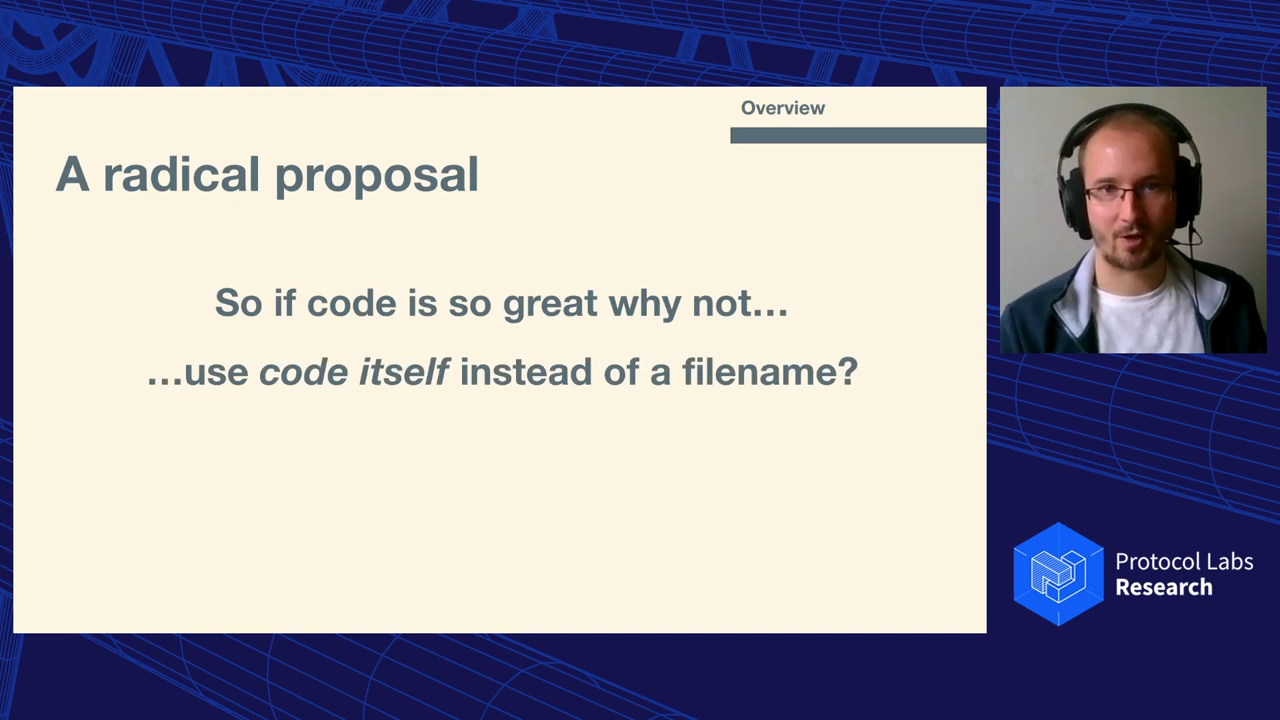 Overview
A radical proposal
So if code is so great why not…
…use code itself instead of a filename?
Protocol Labs
Research